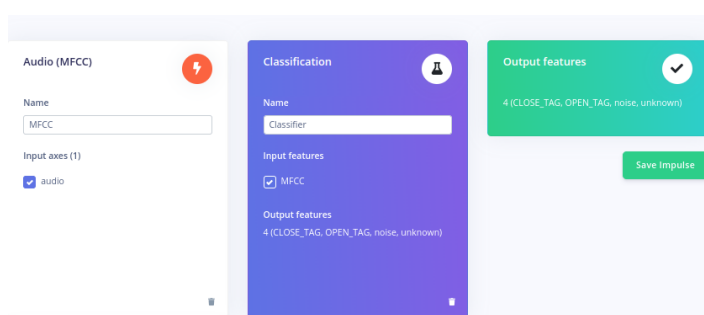 Audio (MFCC)
Name
MFCC
Input axes (1)
audio
Classification
Name
Classifier
Input features
MFCC
Output features
4 (CLOSE_TAG, OPEN_TAG, noise, unknown)
Output features
4 (CLOSE_TAG, OPEN_TAG, noise, unknown)
Save Impulse